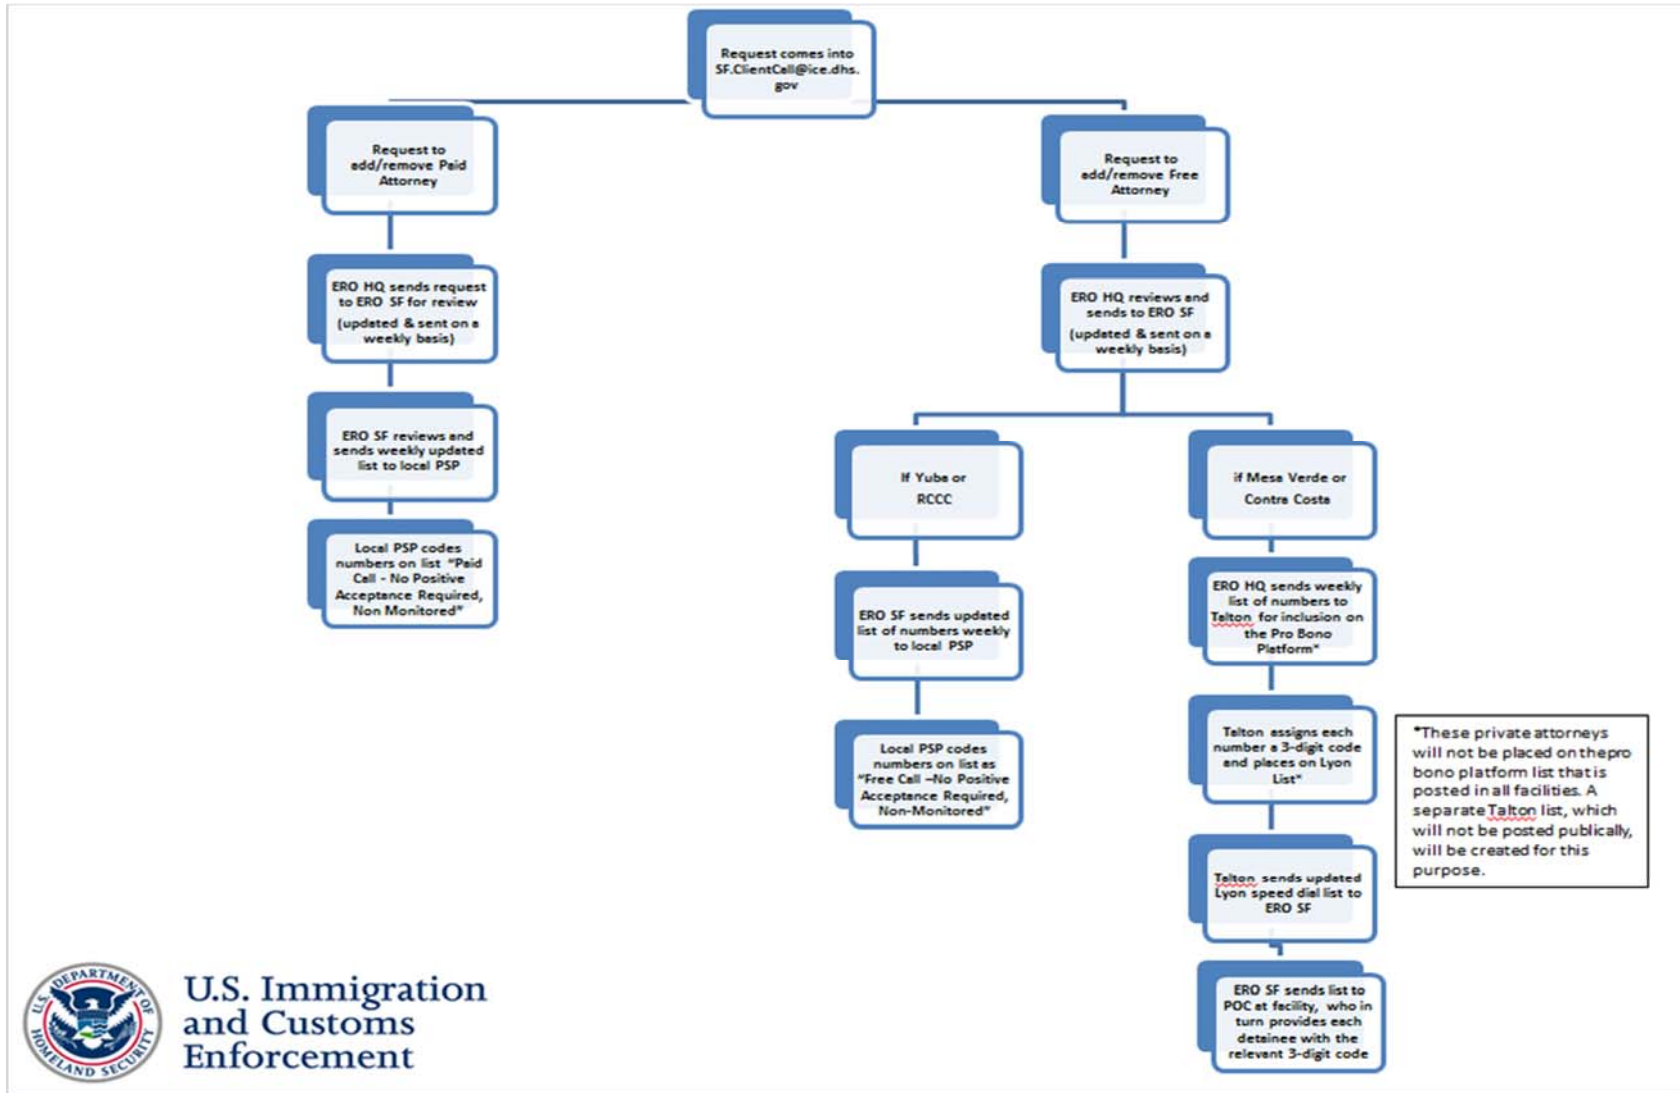 Request comes into
SF.ClientCall@ice.dhs.
gov
Request to
add/remove Paid
Attorney
ERO HQ sends request
to ERO SF for review
(updated & sent on a
weekly basis)
ERO SF reviews and
sends weekly updated
list to local PSP
Local PSP codes
numbers on list "Paid
Call - No Positive
Acceptance Required,
Non Monitored"
Request to
add/remove Free
Attorney
ERO HQ reviews and
sends to ERO SF
(updated & sent on a
weekly basis)
If Yuba or
RCCC
ERO SF sends updated
list of numbers weekly
to local PSP
Local PSP codes
numbers on list as
"Free Call –No Positive
Acceptance Required,
Non-Monitored"
if Mesa Verde or
Contra Costa
ERO HQ sends weekly
list of numbers to
Talton for inclusion on
the Pro Bono
Platform*
Talton assigns each
number a 3-digit code
and places on Lyon
List*
Talton sends updated
Lyon speed dial list to
ERO SF
ERO SF sends list to
POC at facility, who in
turn provides each
detainee with the
relevant 3-digit code
*These private attorneys
will not be placed on thepro
bono platform list that is
posted in all facilities. A
separate Talton list, which
will not be posted publically,
will be created for this
purpose.
U.S. DEPARTMENT OF
HOMELAND SECURITY
U.S. Immigration
and Customs
Enforcement